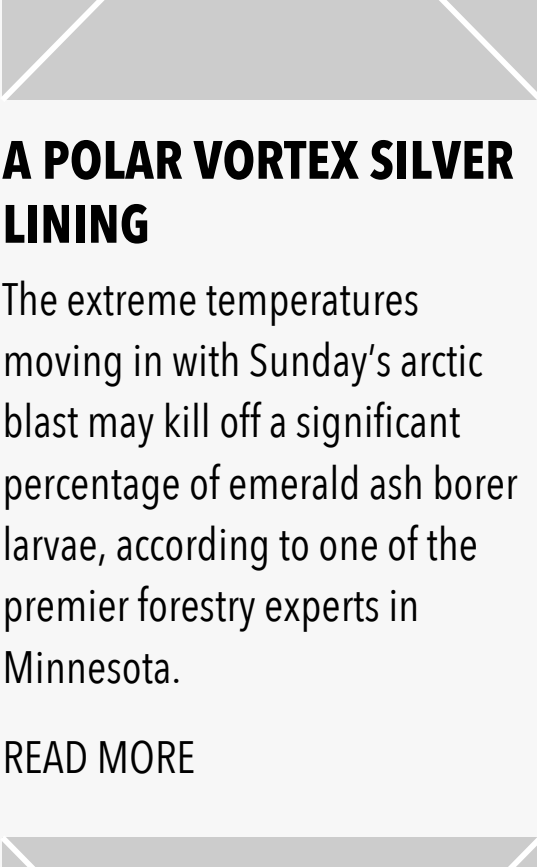 A POLAR VORTEX SILVER
LINING
The extreme temperatures
moving in with Sunday's arctic
blast may kill off a significant
percentage of emerald ash borer
larvae, according to one of the
premier forestry experts in
Minnesota.
READ MORE